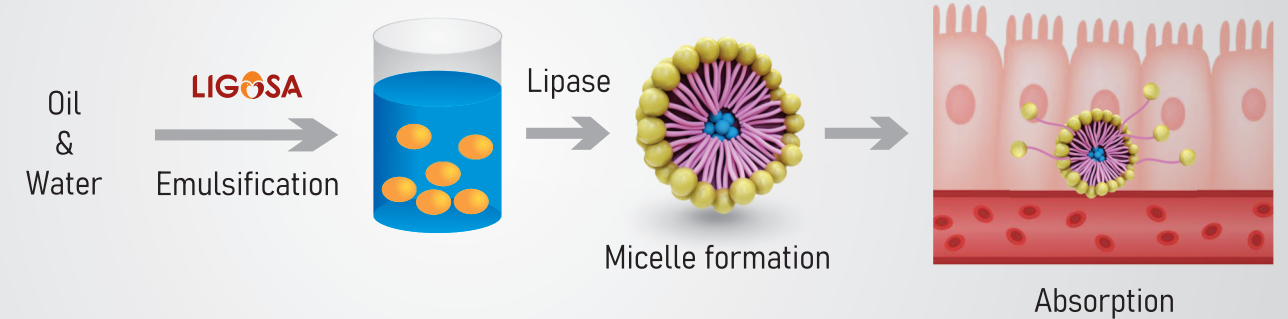 Oil
&
Water
LIGOSA
Emulsification
Lipase
Micelle formation
Absorption